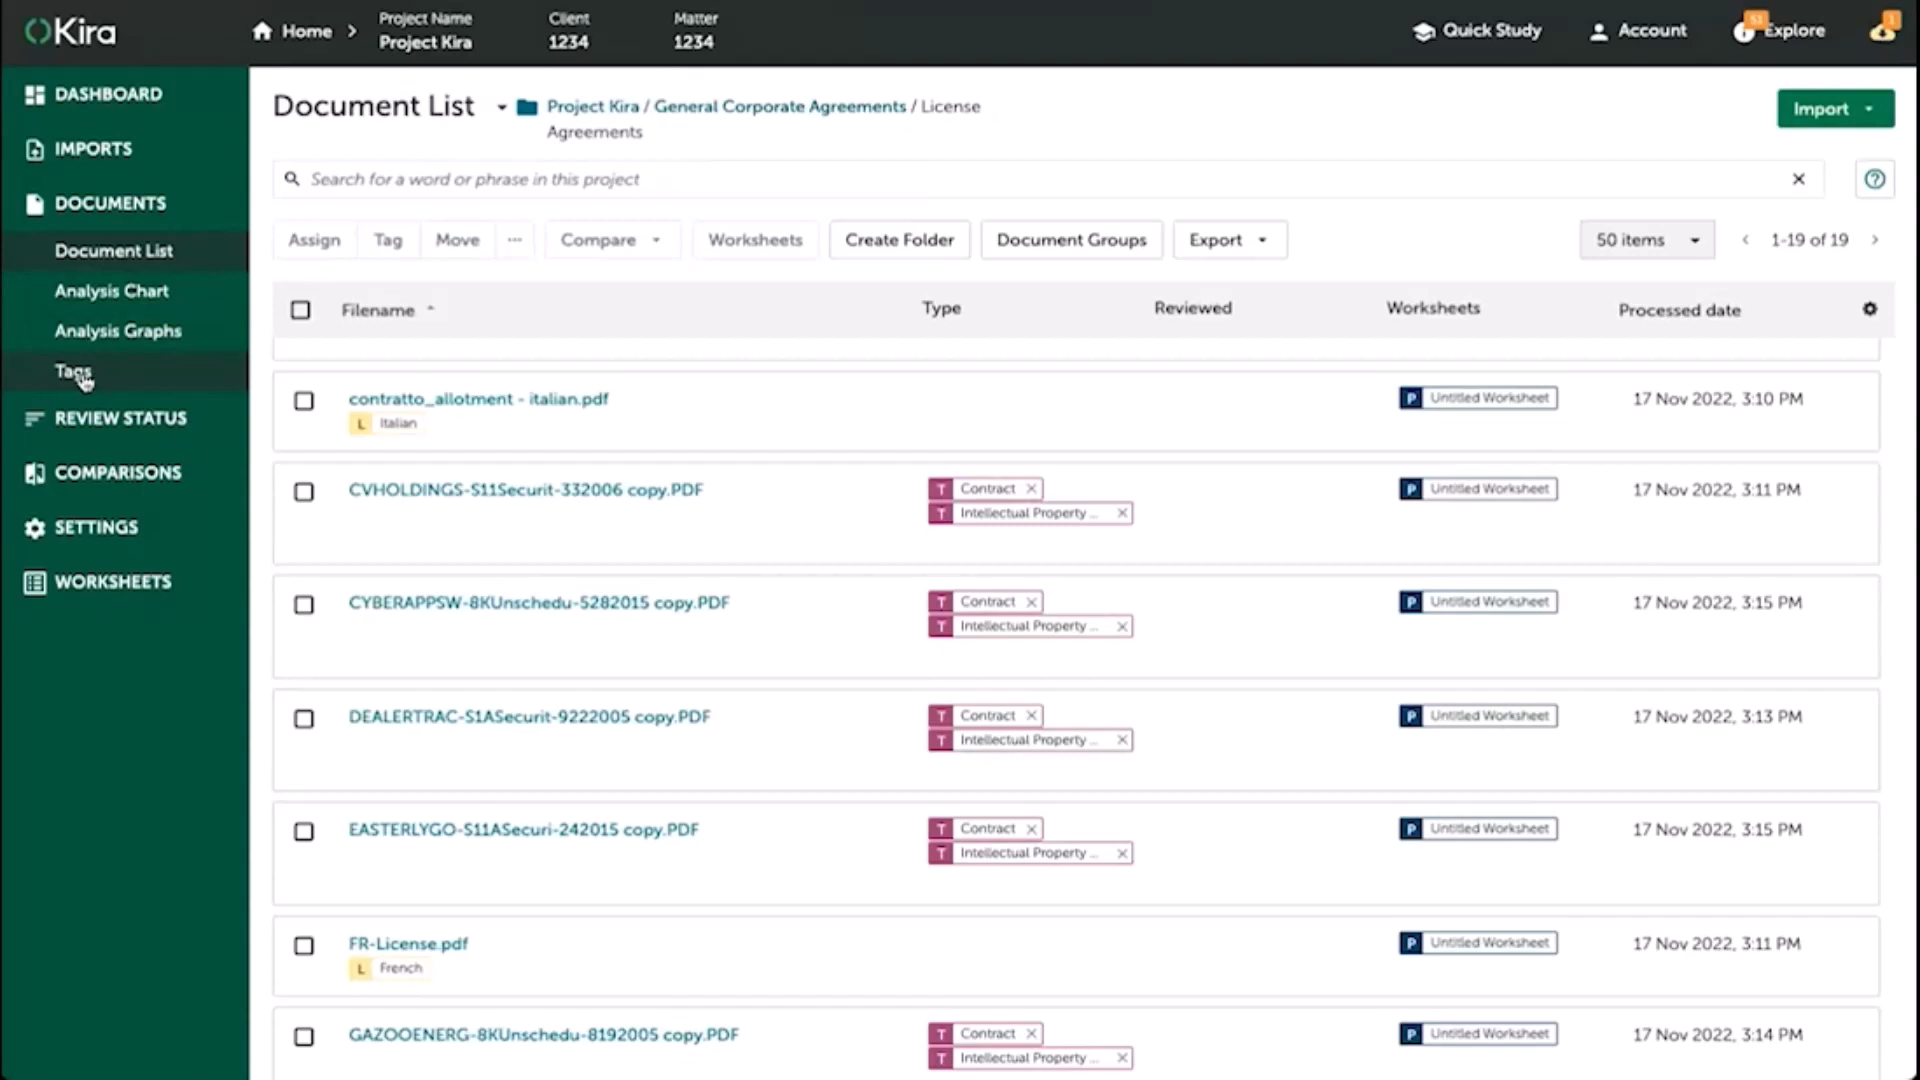 Kira
Home
Project Name
Project Kira
Client
1234
Matter
1234
Quick Study
Account
51
Explore
1
DASHBOARD
IMPORTS
DOCUMENTS
Document List
Analysis Chart
Analysis Graphs
Tags
REVIEW STATUS
COMPARISONS
SETTINGS
WORKSHEETS
Document List
Project Kira / General Corporate Agreements / License
Agreements
Import
Search for a word or phrase in this project
Assign
Tag
Move
...
Compare
Worksheets
Create Folder
Document Groups
Export
50 items
1-19 of 19
Filename
Type
Reviewed
Worksheets
Processed date
contratto_allotment - italian.pdf
L Italian
P Untitled Worksheet
17 Nov 2022, 3:10 PM
CVHOLDINGS-S11Securit-332006 copy.PDF
T Contract
T Intellectual Property ...
P Untitled Worksheet
17 Nov 2022, 3:11 PM
CYBERAPPSW-8KUnschedu-5282015 copy.PDF
T Contract
T Intellectual Property ...
P Untitled Worksheet
17 Nov 2022, 3:15 PM
DEALERTRAC-S1ASecurit-9222005 copy.PDF
T Contract
T Intellectual Property ...
P Untitled Worksheet
17 Nov 2022, 3:13 PM
EASTERLYGO-S11ASecuri-242015 copy.PDF
T Contract
T Intellectual Property ...
P Untitled Worksheet
17 Nov 2022, 3:15 PM
FR-License.pdf
L French
P Untitled Worksheet
17 Nov 2022, 3:11 PM
GAZOOENERG-8KUnschedu-8192005 copy.PDF
T Contract
T Intellectual Property ...
P Untitled Worksheet
17 Nov 2022, 3:14 PM